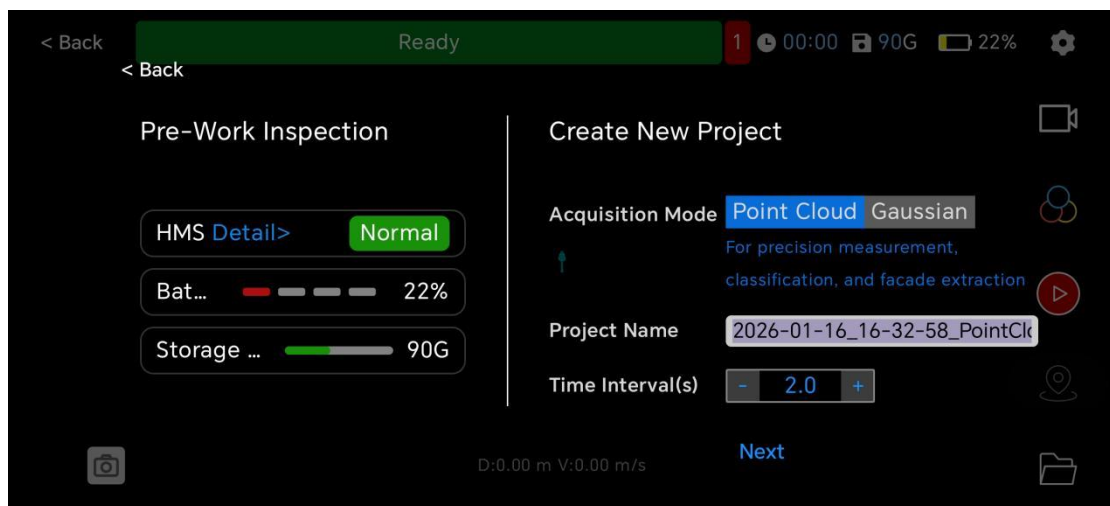 < Back Ready 1 00:00 90G 22%
< Back
Pre-Work Inspection
HMS Detail> Normal
Bat... 22%
Storage ... 90G
Create New Project
Acquisition Mode Point Cloud Gaussian
For precision measurement,
classification, and facade extraction
Project Name 2026-01-16_16-32-58_PointClo
Time Interval(s) - 2.0 +
Next
D:0.00 m V:0.00 m/s